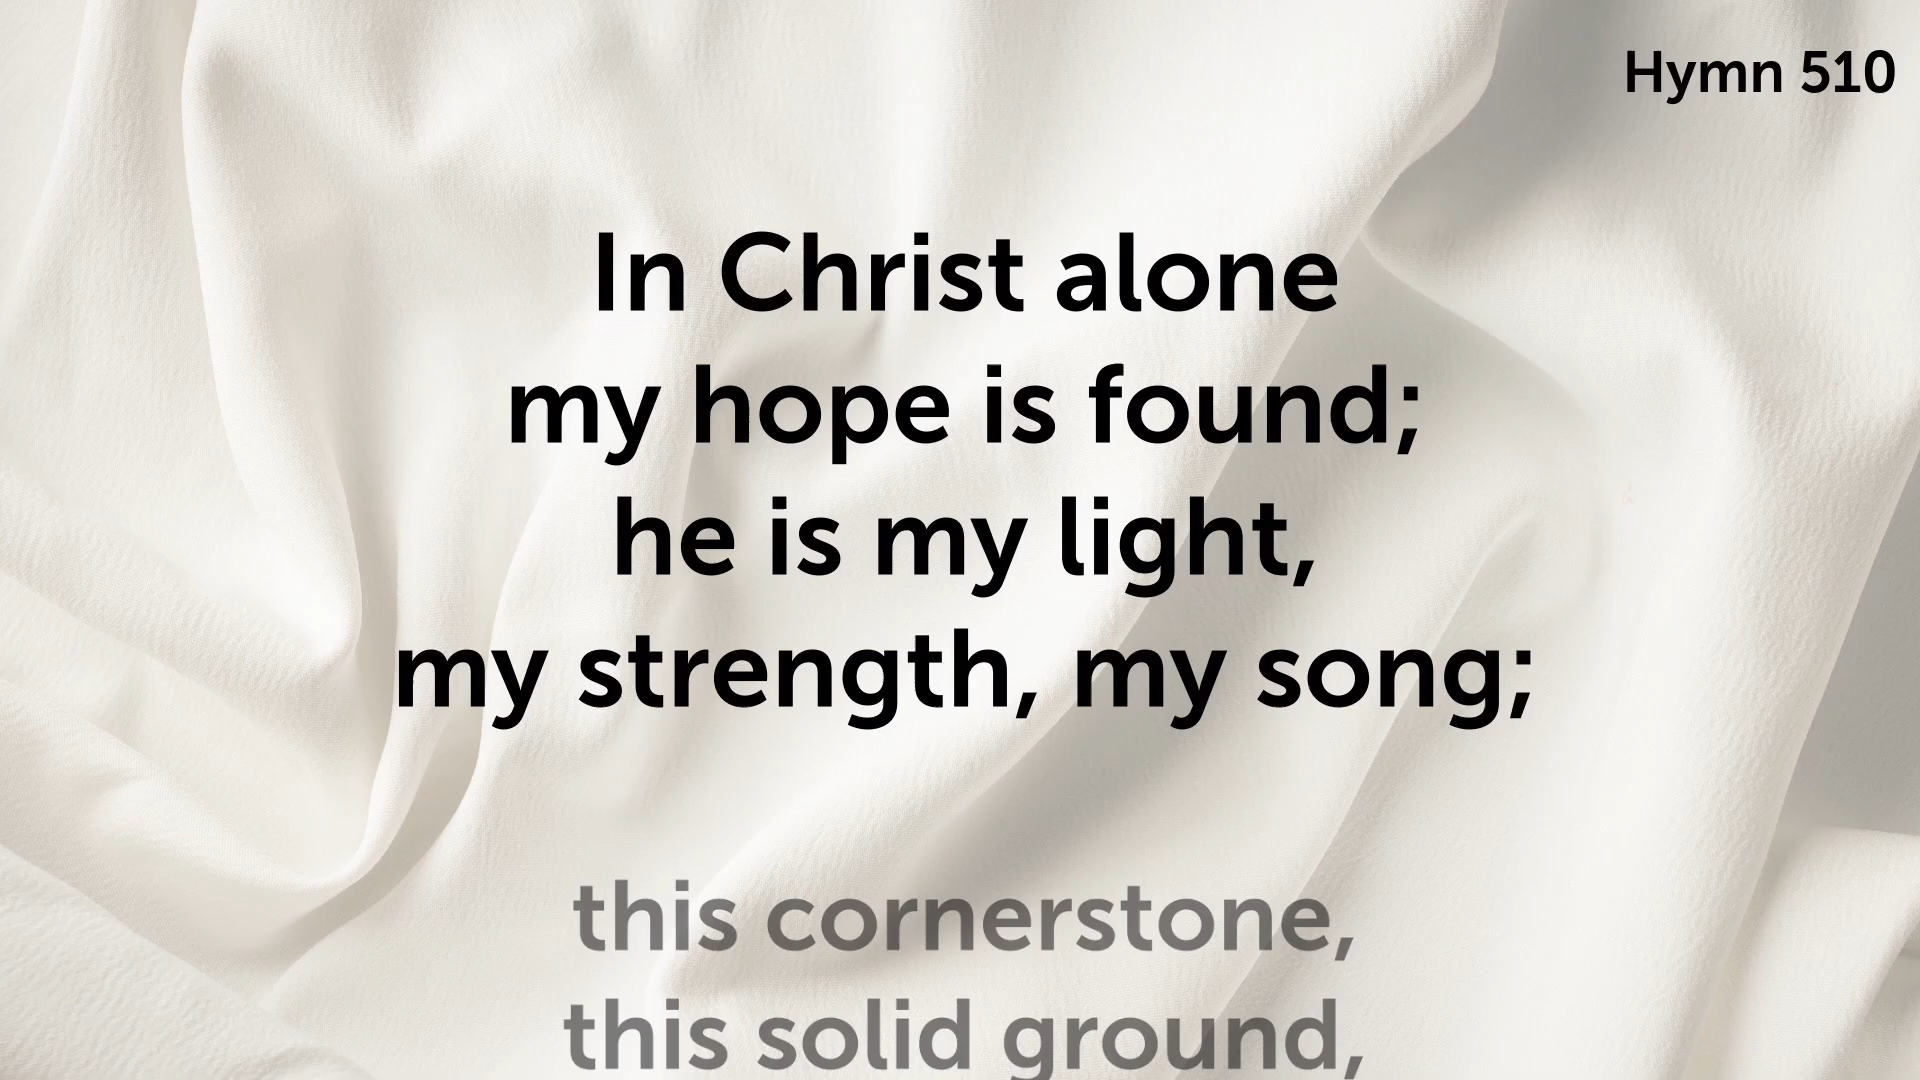 Hymn 510
In Christ alone
my hope is found;
he is my light,
my strength, my song;
this cornerstone,
this solid ground,